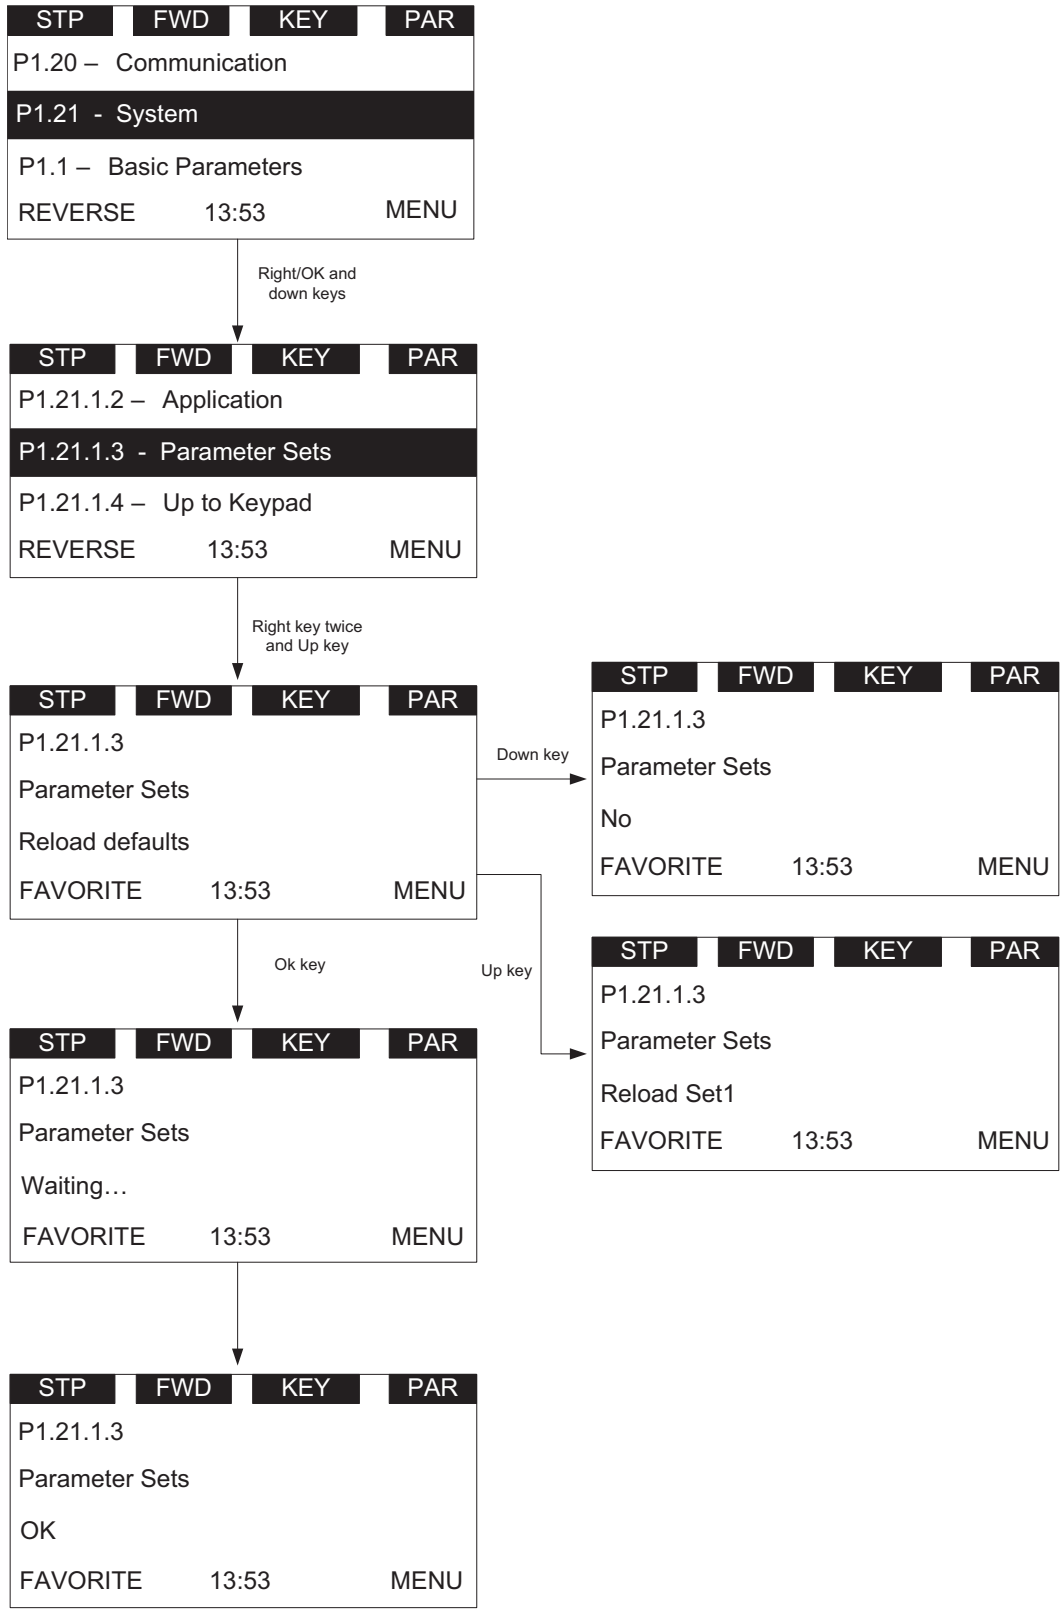 STP FWD KEY PAR
P1.20 – Communication
P1.21 - System
P1.1 – Basic Parameters
REVERSE 13:53 MENU
Right/OK and
down keys
STP FWD KEY PAR
P1.21.1.2 – Application
P1.21.1.3 - Parameter Sets
P1.21.1.4 – Up to Keypad
REVERSE 13:53 MENU
Right key twice
and Up key
STP FWD KEY PAR
P1.21.1.3
Parameter Sets
Reload defaults
FAVORITE 13:53 MENU
Down key
STP FWD KEY PAR
P1.21.1.3
Parameter Sets
No
FAVORITE 13:53 MENU
Up key
STP FWD KEY PAR
P1.21.1.3
Parameter Sets
Reload Set1
FAVORITE 13:53 MENU
Ok key
STP FWD KEY PAR
P1.21.1.3
Parameter Sets
Waiting…
FAVORITE 13:53 MENU
STP FWD KEY PAR
P1.21.1.3
Parameter Sets
OK
FAVORITE 13:53 MENU